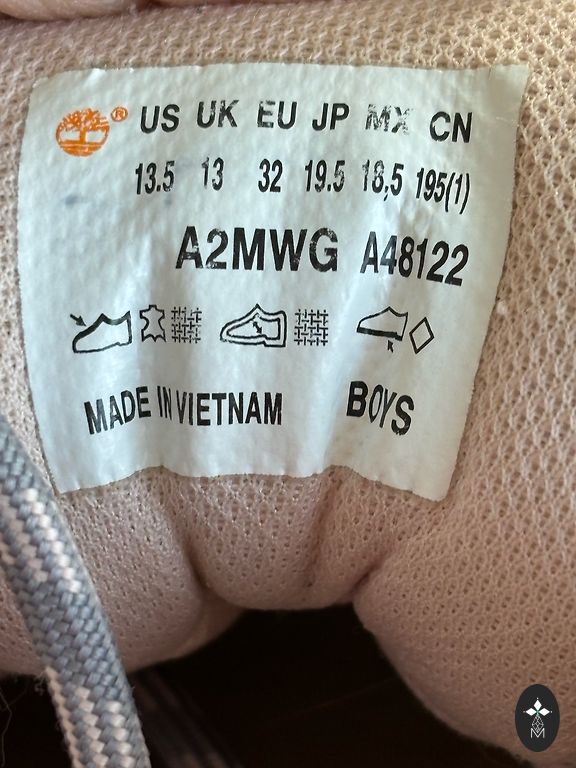 ® US UK EU JP MX CN
13.5 13 32 19.5 18,5 195(1)
A2MWG A48122
MADE IN VIETNAM BOYS
M